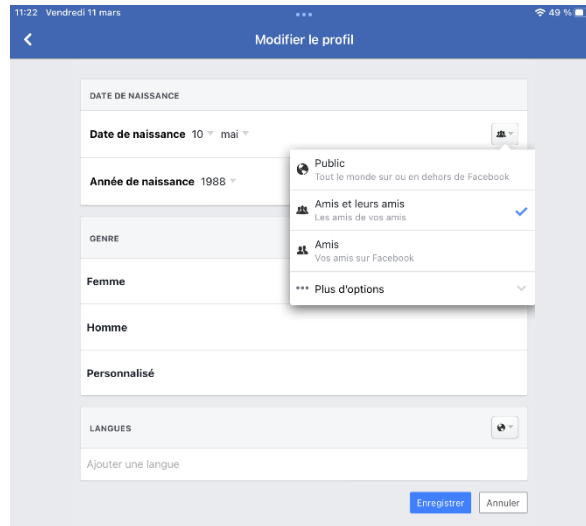 11:22 Vendredi 11 mars
49 %
Modifier le profil
DATE DE NAISSANCE
Date de naissance 10 mai
Année de naissance 1988
Public
Tout le monde sur ou en dehors de Facebook
Amis et leurs amis
Les amis de vos amis
Amis
Vos amis sur Facebook
••• Plus d'options
GENRE
Femme
Homme
Personnalisé
LANGUES
Ajouter une langue
Enregistrer
Annuler